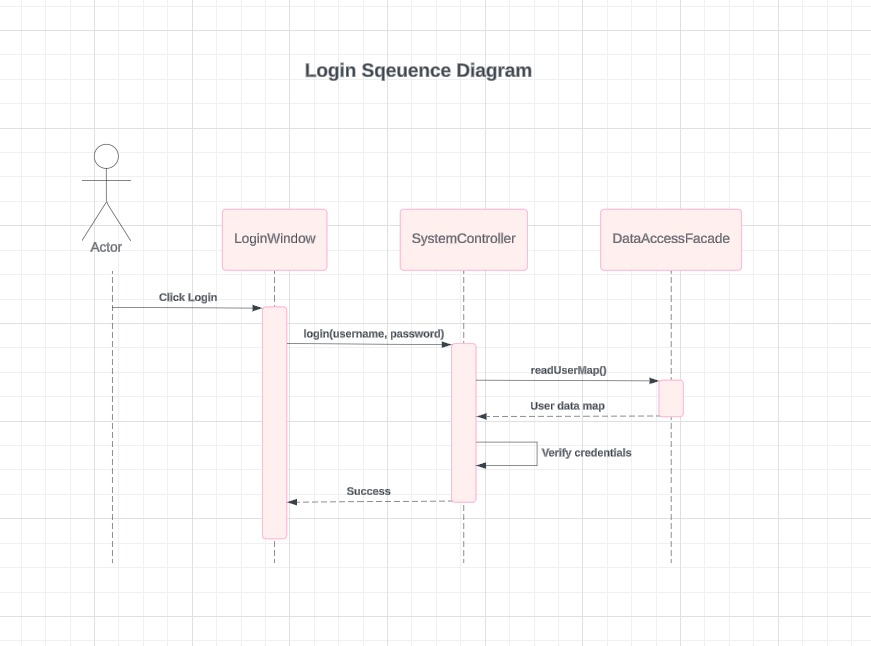 Login Sqeuence Diagram
Actor
LoginWindow
SystemController
DataAccessFacade
Click Login
login(username, password)
readUserMap()
User data map
Verify credentials
Success